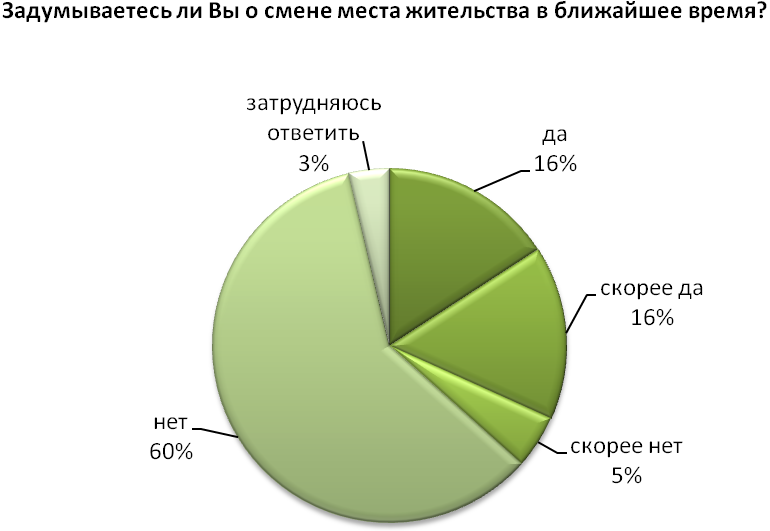 Задумываетесь ли Вы о смене места жительства в ближайшее время?
затрудняюсь
ответить
3%
да
16%
скорее да
16%
скорее нет
5%
нет
60%